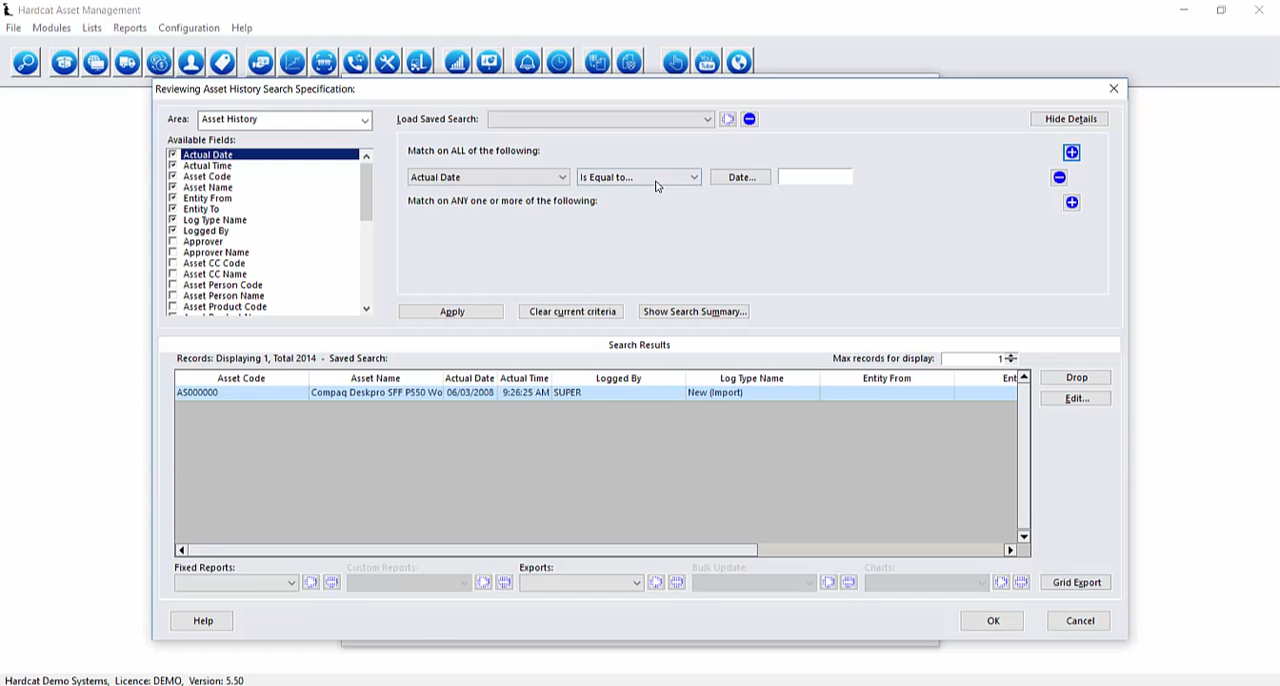 Hardcat Asset Management
File Modules Lists Reports Configuration Help
You Tube
Reviewing Asset History Search Specification:
Area: Asset History
Load Saved Search:
Hide Details
Available Fields:
Actual Date
Actual Time
Asset Code
Asset Name
Entity From
Entity To
Log Type Name
Logged By
Approver
Approver Name
Asset CC Code
Asset CC Name
Asset Person Code
Asset Person Name
Asset Product Code
Match on ALL of the following:
Actual Date Is Equal to... Date...
Match on ANY one or more of the following:
Apply Clear current criteria Show Search Summary...
Search Results
Records: Displaying 1, Total 2014 - Saved Search:
Max records for display: 1
Asset Code Asset Name Actual Date Actual Time Logged By Log Type Name Entity From Ent
AS000000 Compaq Deskpro SFF P550 Wo 06/03/2008 9:26:25 AM SUPER New (Import)
Drop
Edit...
Fixed Reports: Custom Reports: Exports: Bulk Update: Charts:
Grid Export
Help OK Cancel
Hardcat Demo Systems, Licence: DEMO, Version: 5.50